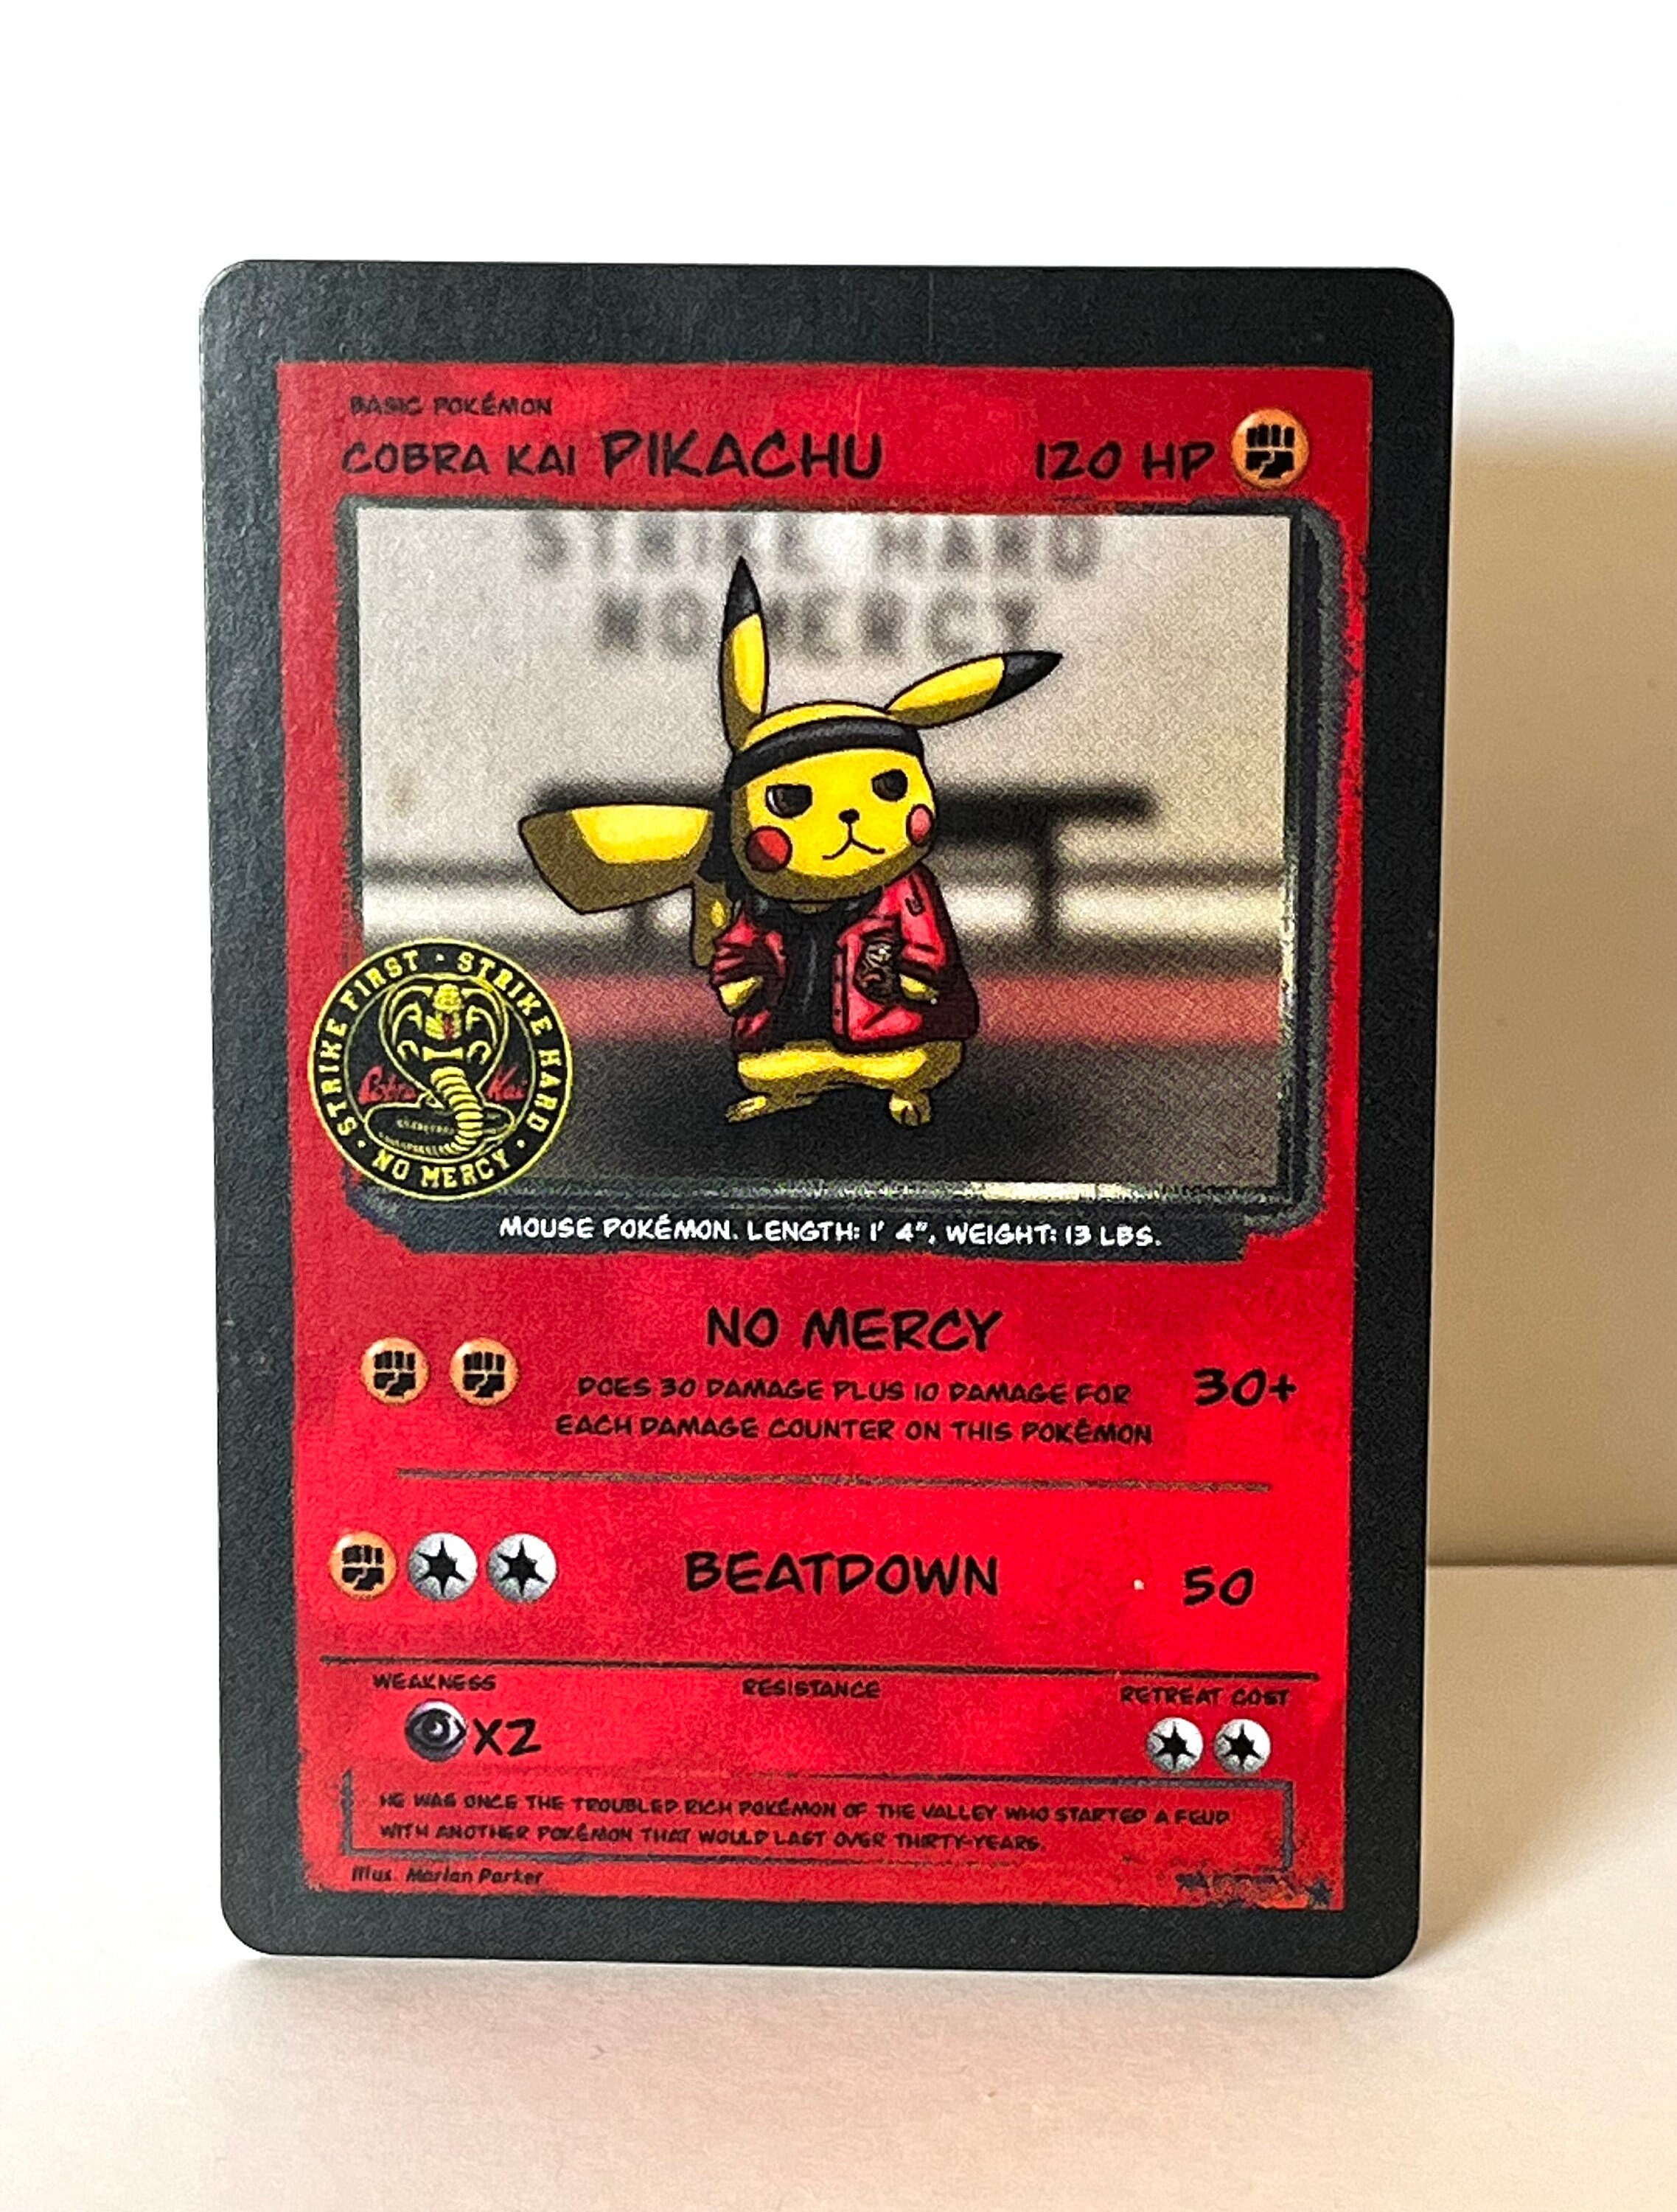 BASIC POKÉMON
COBRA KAI PIKACHU 120 HP
STRIKE HARD
NO MERCY
STRIKE FIRST · STRIKE HARD · NO MERCY ·
Cobra Kai
MOUSE POKÉMON. LENGTH: 1' 4", WEIGHT: 13 LBS.
NO MERCY
DOES 30 DAMAGE PLUS 10 DAMAGE FOR 30+
EACH DAMAGE COUNTER ON THIS POKÉMON
BEATDOWN 50
WEAKNESS RESISTANCE RETREAT COST
X2
HE WAS ONCE THE TROUBLED RICH POKÉMON OF THE VALLEY WHO STARTED A FEUD
WITH ANOTHER POKÉMON THAT WOULD LAST OVER THIRTY-YEARS.
Illus. Marlan Parker